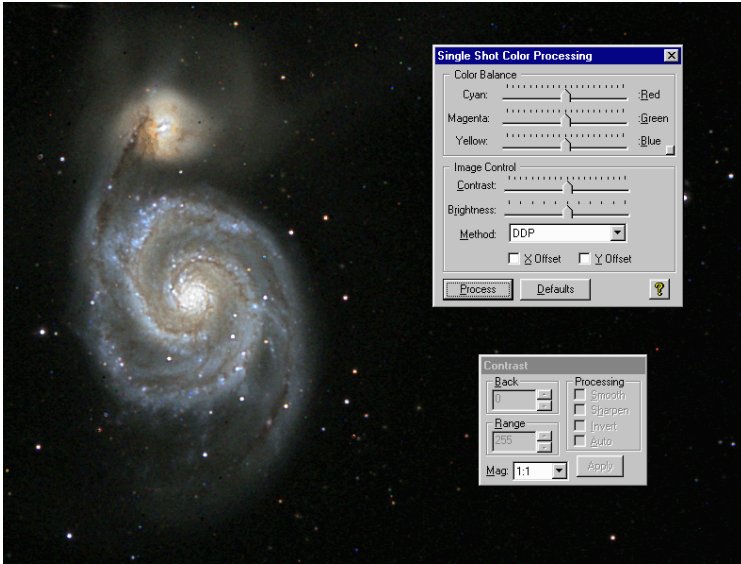 Single Shot Color Processing
Color Balance
Cyan: :Red
Magenta: :Green
Yellow: :Blue
Image Control
Contrast:
Brightness:
Method: DDP
X Offset Y Offset
Process Defaults ?
Contrast
Back Processing
0 Smooth
Sharpen
Range Invert
255 Auto
Mag: 1:1 Apply